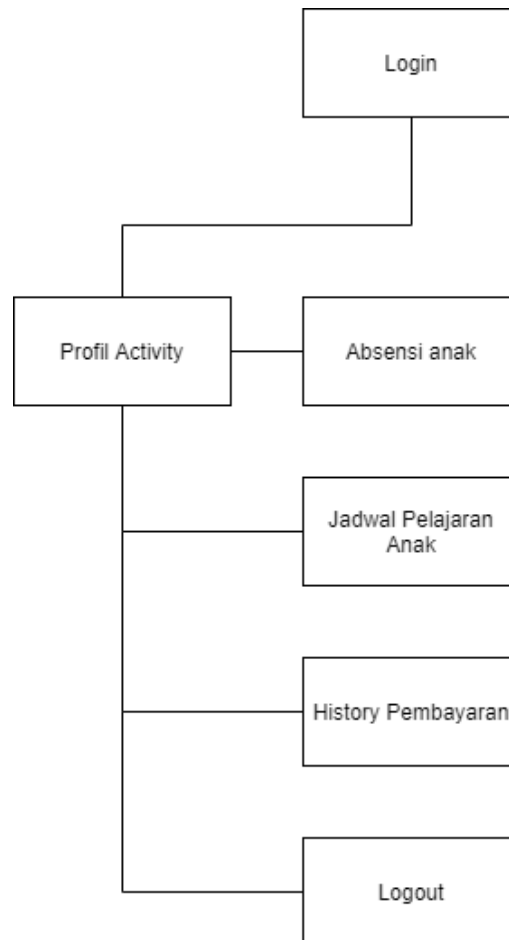 Login
Profil Activity
Absensi anak
Jadwal Pelajaran
Anak
History Pembayaran
Logout